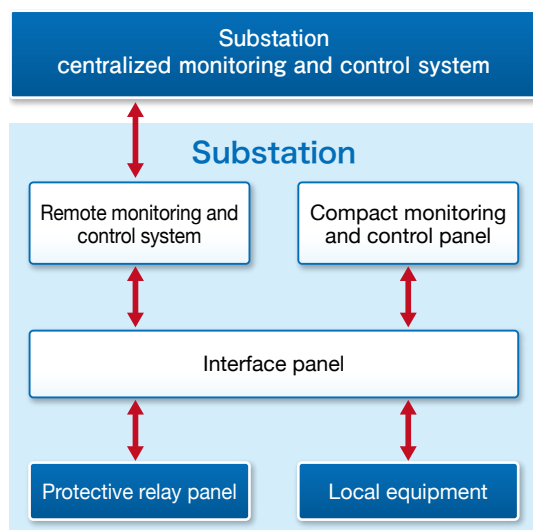 Substation
centralized monitoring and control system
Substation
Remote monitoring and
control system
Compact monitoring
and control panel
Interface panel
Protective relay panel
Local equipment